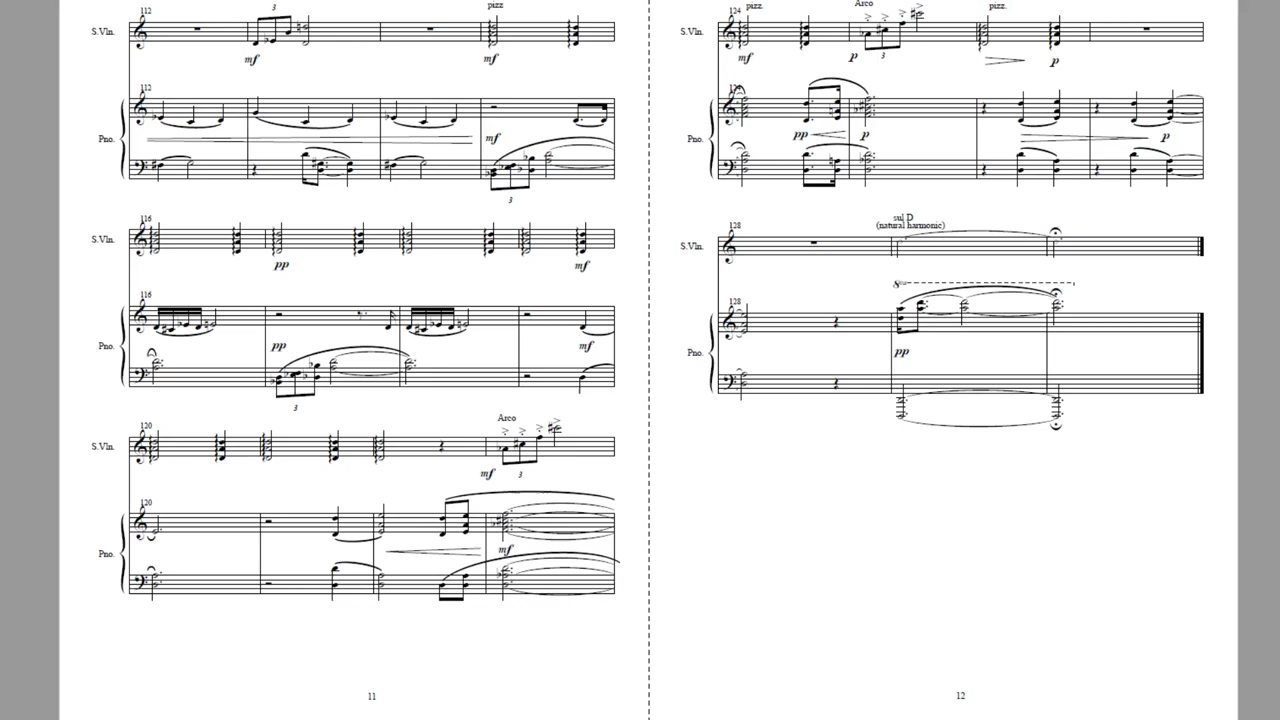 pizz
112
3
S.Vln.
mf
mf
112
Pno.
mf
3
116
S.Vln.
pp
mf
116
Pno.
pp
mf
3
Arco
120
S.Vln.
mf
3
120
Pno.
mf
11
pizz.
Arco
pizz.
124
S.Vln.
mf
p
3
p
Pno.
pp
p
p
sul D
(natural harmonic)
128
S.Vln.
8va
128
Pno.
pp
12